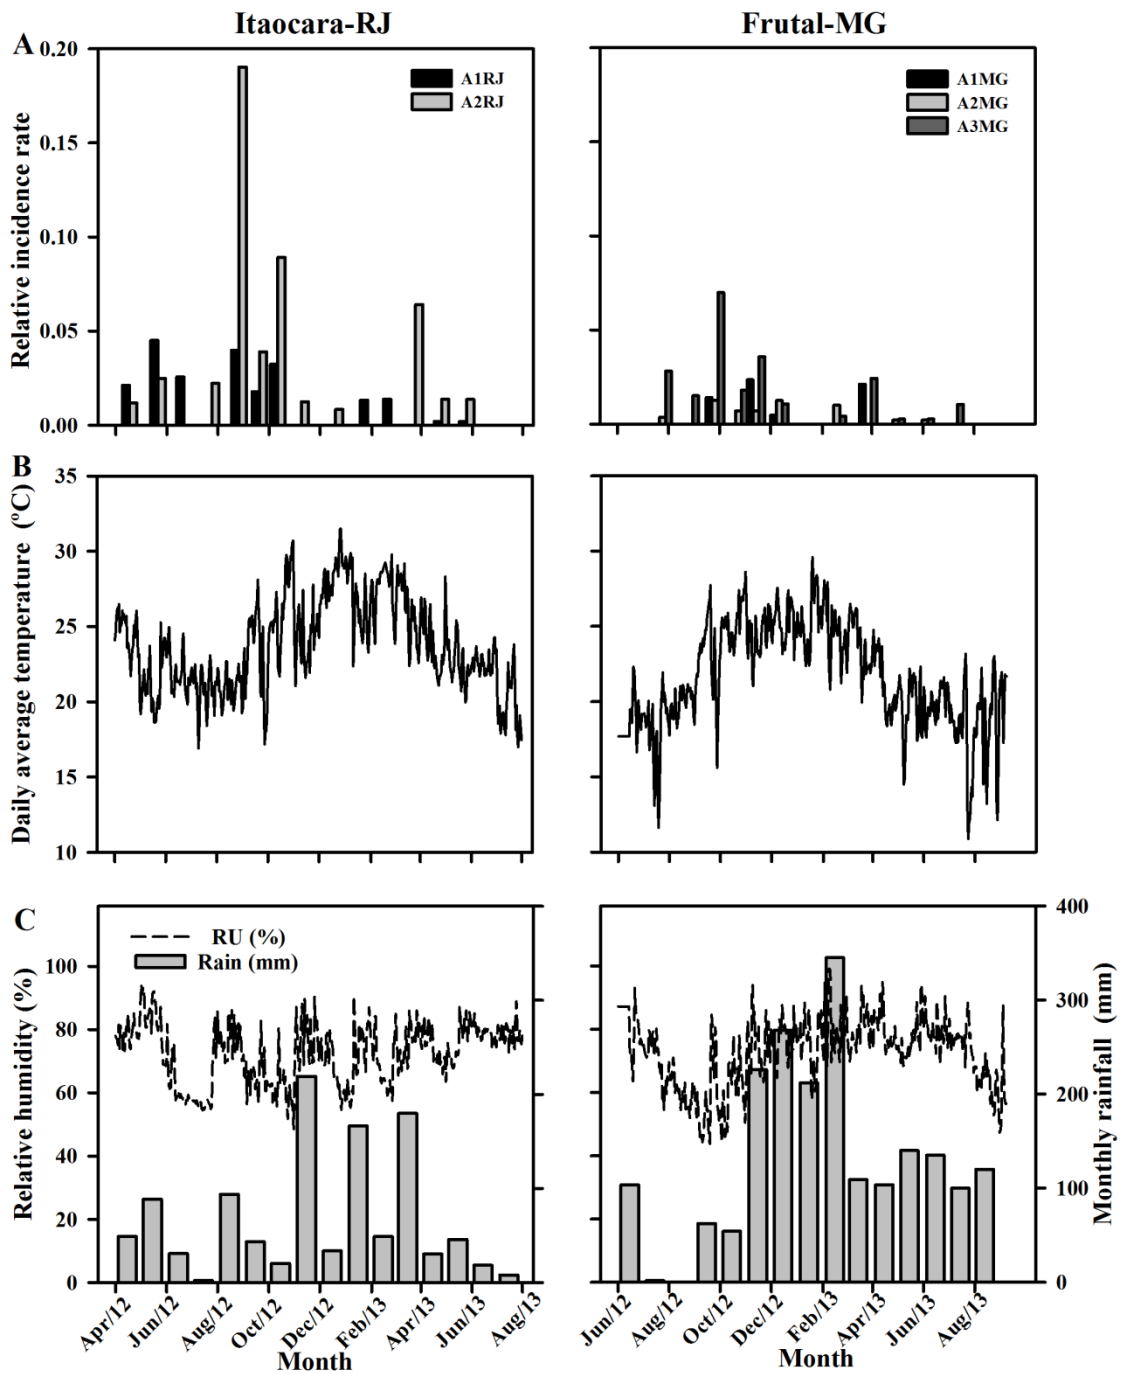 Itaocara-RJ
Frutal-MG
A
Relative incidence rate
0.20
0.15
0.10
0.05
0.00
A1RJ
A2RJ
A1MG
A2MG
A3MG
B
Daily average temperature (ºC)
35
30
25
20
15
10
C
Relative humidity (%)
100
80
60
40
20
0
RU (%)
Rain (mm)
400
300
200
100
0
Monthly rainfall (mm)
Apr/12
Jun/12
Aug/12
Oct/12
Dec/12
Feb/13
Apr/13
Jun/13
Aug/13
Month
Jun/12
Aug/12
Oct/12
Dec/12
Feb/13
Apr/13
Jun/13
Aug/13
Month